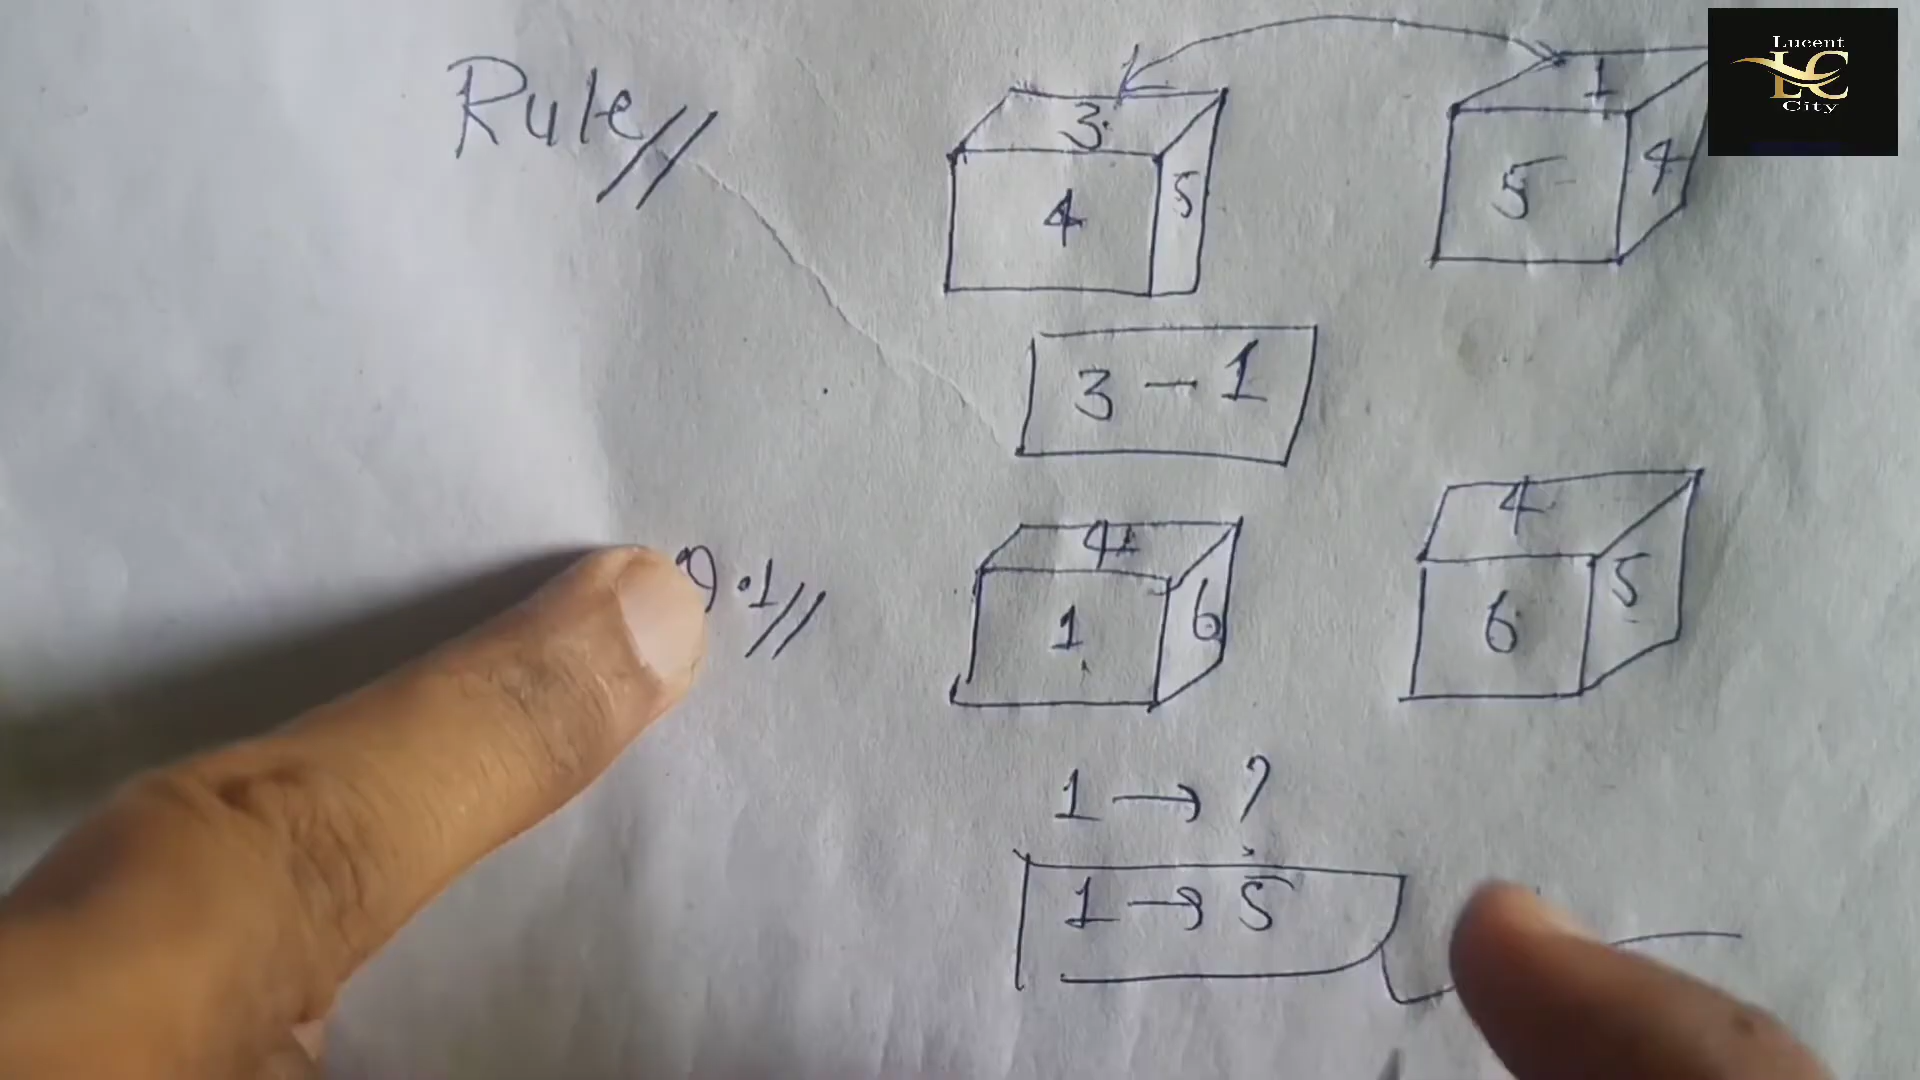 Rule
3 1
4 5 5 4
3 - 1
Q.1
4 4
1 6 6 5
1 → ?
1 → 5
Lucent
LC
City